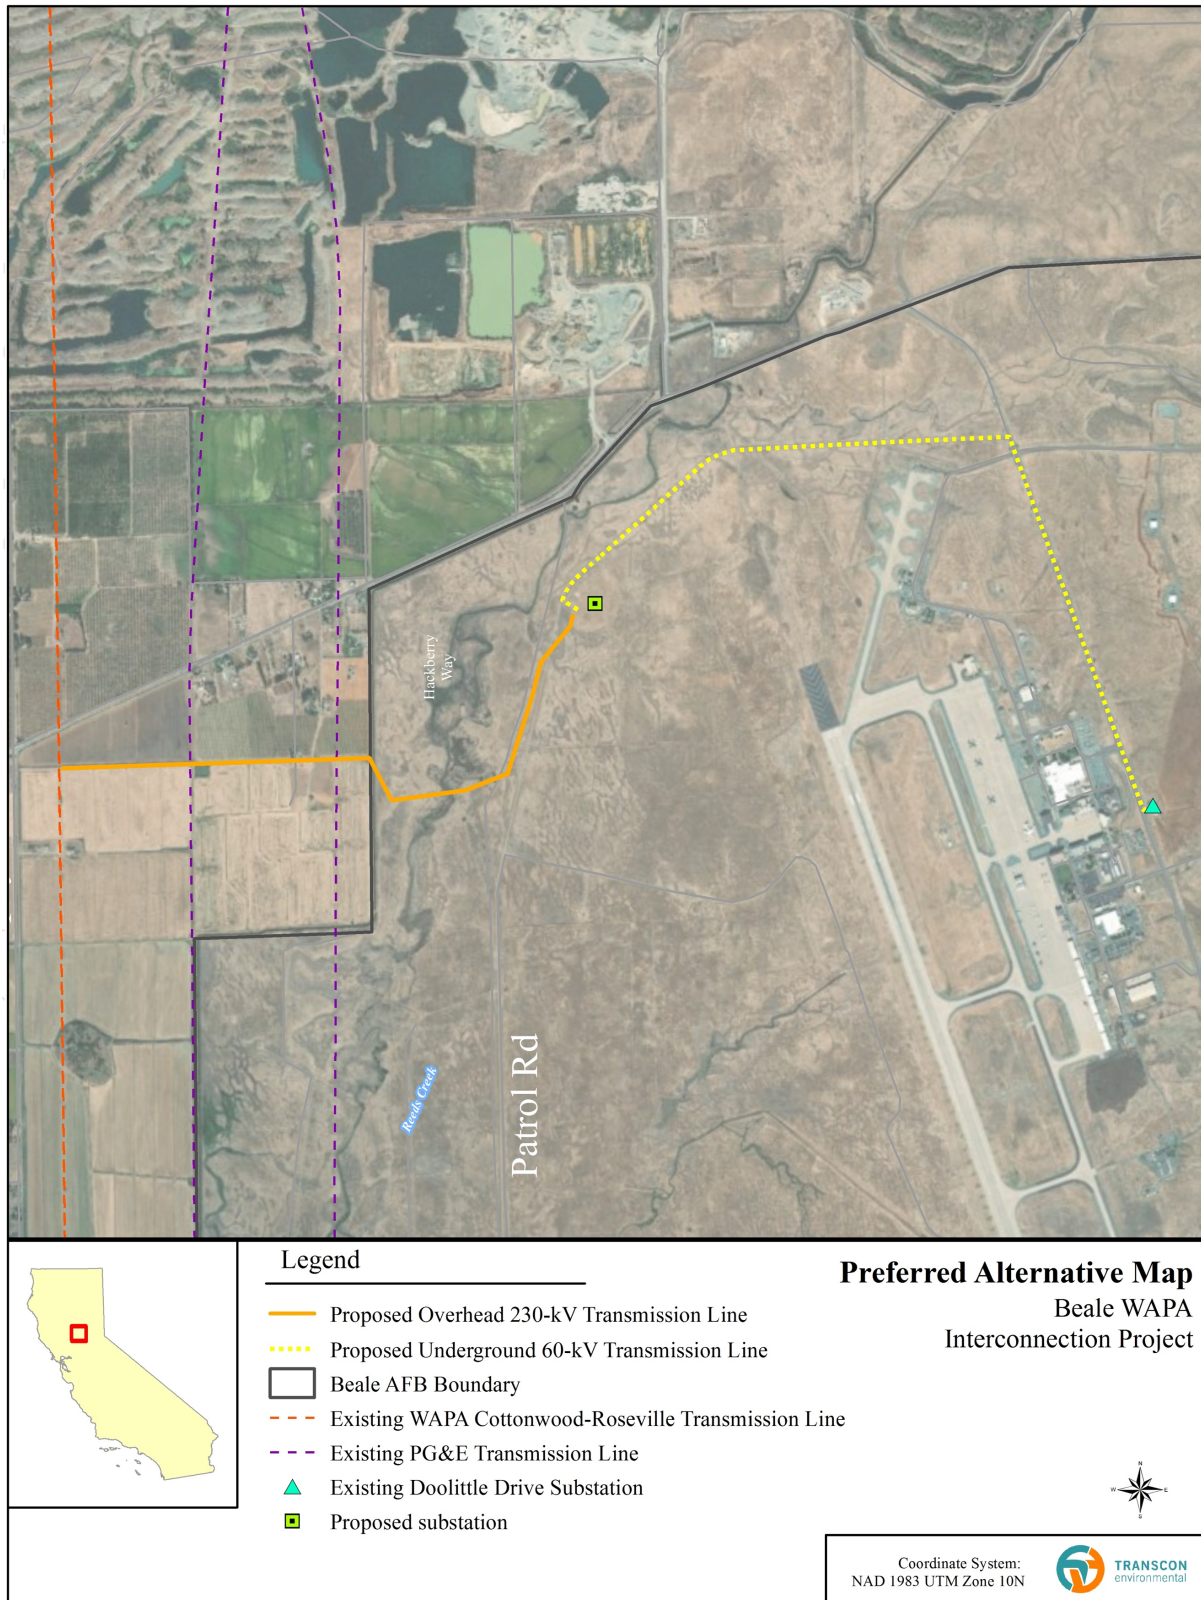 Hackberry
Way
Patrol Rd
Reeds Creek
Legend
Proposed Overhead 230-kV Transmission Line
Proposed Underground 60-kV Transmission Line
Beale AFB Boundary
Existing WAPA Cottonwood-Roseville Transmission Line
Existing PG&E Transmission Line
Existing Doolittle Drive Substation
Proposed substation
Preferred Alternative Map
Beale WAPA
Interconnection Project
N
W
E
S
Coordinate System:
NAD 1983 UTM Zone 10N
TRANSCON
environmental